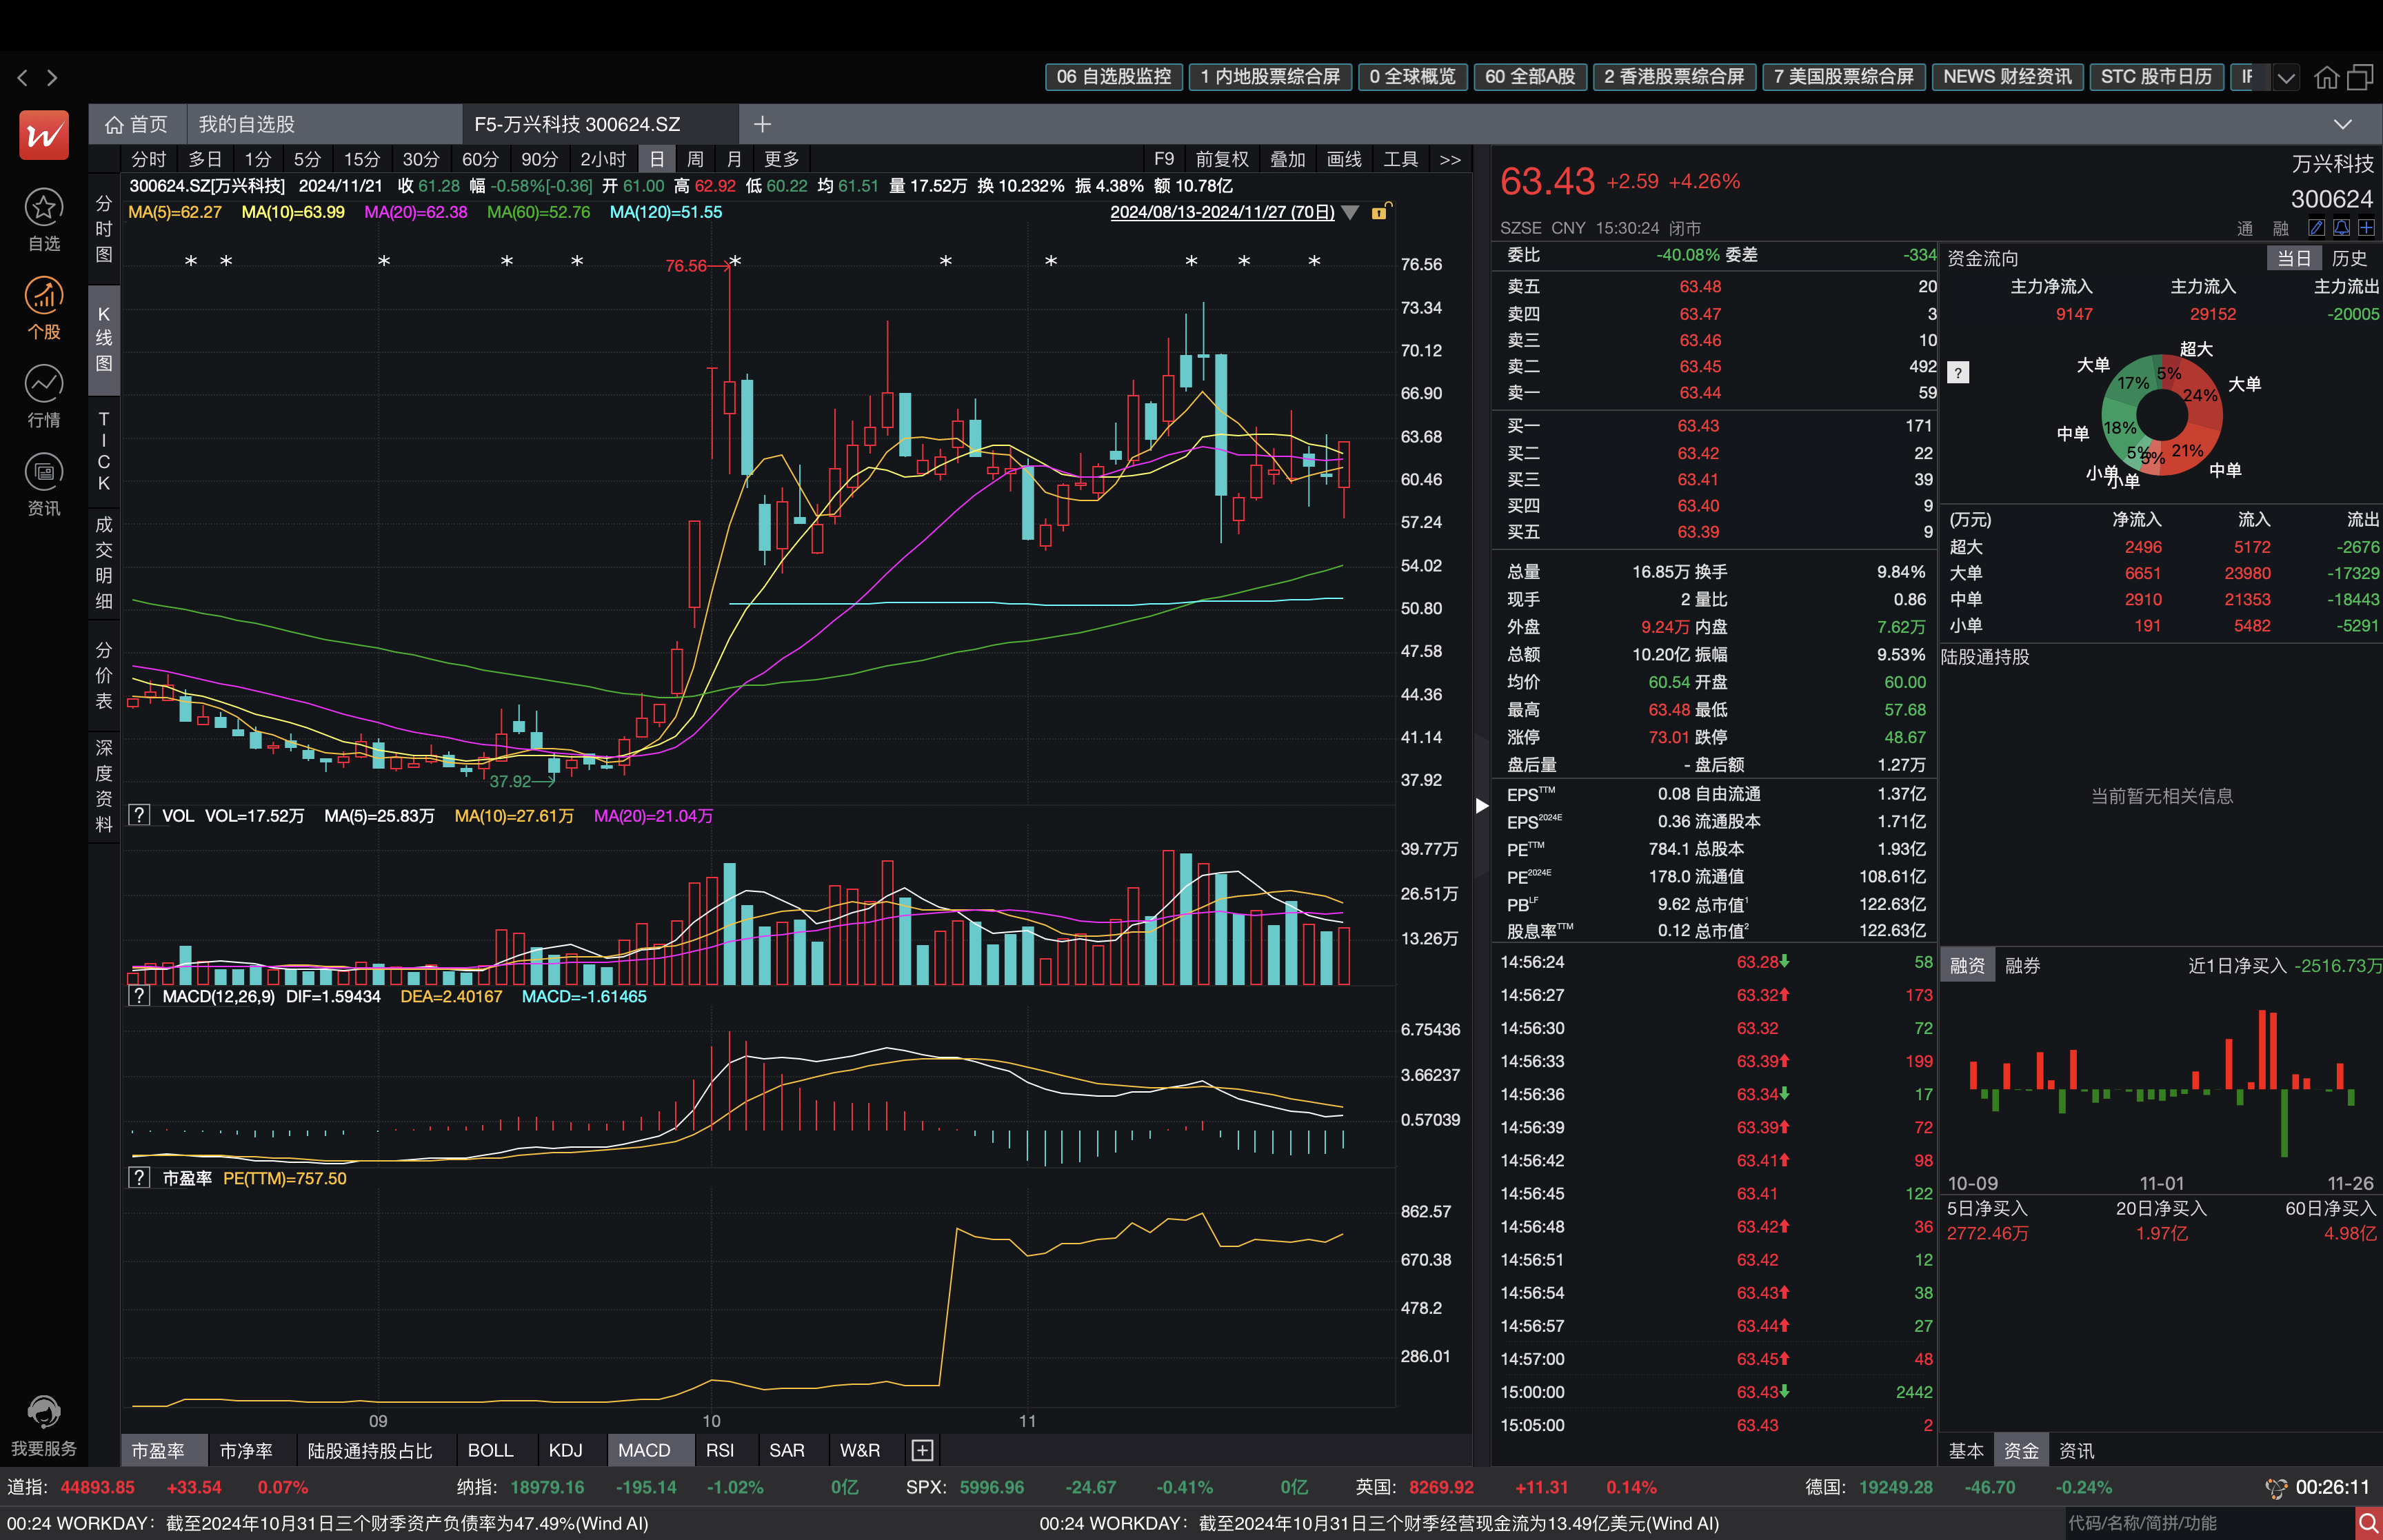 06 自选股监控 1 内地股票综合屏 0 全球概览 60 全部A股 2 香港股票综合屏 7 美国股票综合屏 NEWS 财经资讯 STC 股市日历
首页 我的自选股 F5-万兴科技 300624.SZ
自选
个股
行情
资讯
我要服务
分时图
K线图
TICK
成交明细
分价表
深度资料
分时 多日 1分 5分 15分 30分 60分 90分 2小时 日 周 月 更多 F9 前复权 叠加 画线 工具 >>
300624.SZ[万兴科技] 2024/11/21 收 61.28 幅 -0.58%[-0.36] 开 61.00 高 62.92 低 60.22 均 61.51 量 17.52万 换 10.232% 振 4.38% 额 10.78亿
MA(5)=62.27 MA(10)=63.99 MA(20)=62.38 MA(60)=52.76 MA(120)=51.55 2024/08/13-2024/11/27 (70日)
76.56
37.92
76.56
73.34
70.12
66.90
63.68
60.46
57.24
54.02
50.80
47.58
44.36
41.14
37.92
? VOL VOL=17.52万 MA(5)=25.83万 MA(10)=27.61万 MA(20)=21.04万
39.77万
26.51万
13.26万
? MACD(12,26,9) DIF=1.59434 DEA=2.40167 MACD=-1.61465
6.75436
3.66237
0.57039
? 市盈率 PE(TTM)=757.50
862.57
670.38
478.2
286.01
09 10 11
市盈率 市净率 陆股通持股占比 BOLL KDJ MACD RSI SAR W&R
63.43 +2.59 +4.26% 万兴科技
300624
SZSE CNY 15:30:24 闭市 通 融
委比 -40.08% 委差 -334
卖五 63.48 20
卖四 63.47 3
卖三 63.46 10
卖二 63.45 492
卖一 63.44 59
买一 63.43 171
买二 63.42 22
买三 63.41 39
买四 63.40 9
买五 63.39 9
总量 16.85万 换手 9.84%
现手 2 量比 0.86
外盘 9.24万 内盘 7.62万
总额 10.20亿 振幅 9.53%
均价 60.54 开盘 60.00
最高 63.48 最低 57.68
涨停 73.01 跌停 48.67
盘后量 - 盘后额 1.27万
EPSTTM 0.08 自由流通 1.37亿
EPS2024E 0.36 流通股本 1.71亿
PETTM 784.1 总股本 1.93亿
PE2024E 178.0 流通值 108.61亿
PBLF 9.62 总市值1 122.63亿
股息率TTM 0.12 总市值2 122.63亿
14:56:24 63.28 58
14:56:27 63.32 173
14:56:30 63.32 72
14:56:33 63.39 199
14:56:36 63.34 17
14:56:39 63.39 72
14:56:42 63.41 98
14:56:45 63.41 122
14:56:48 63.42 36
14:56:51 63.42 12
14:56:54 63.43 38
14:56:57 63.44 27
14:57:00 63.45 48
15:00:00 63.43 2442
15:05:00 63.43 2
资金流向 当日 历史
主力净流入 主力流入 主力流出
9147 29152 -20005
?
超大 5%
大单 24%
中单 21%
小单 5%
小单 5%
中单 18%
大单 17%
(万元) 净流入 流入 流出
超大 2496 5172 -2676
大单 6651 23980 -17329
中单 2910 21353 -18443
小单 191 5482 -5291
陆股通持股
当前暂无相关信息
融资 融券 近1日净买入 -2516.73万
10-09 11-01 11-26
5日净买入 20日净买入 60日净买入
2772.46万 1.97亿 4.98亿
基本 资金 资讯
道指: 44893.85 +33.54 0.07% 纳指: 18979.16 -195.14 -1.02% 0亿 SPX: 5996.96 -24.67 -0.41% 0亿 英国: 8269.92 +11.31 0.14% 德国: 19249.28 -46.70 -0.24% 00:26:11
00:24 WORKDAY：截至2024年10月31日三个财季资产负债率为47.49%(Wind AI) 00:24 WORKDAY：截至2024年10月31日三个财季经营现金流为13.49亿美元(Wind AI) 代码/名称/简拼/功能